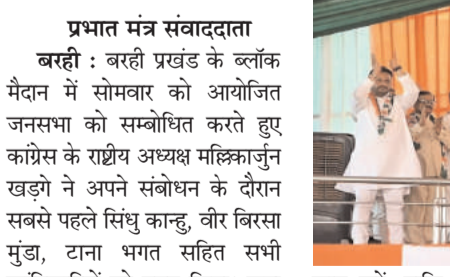 प्रभात मंत्र संवाददाता
बरही : बरही प्रखंड के ब्लॉक
मैदान में सोमवार को आयोजित
जनसभा को सम्बोधित करते हुए
कांग्रेस के राष्ट्रीय अध्यक्ष मल्लिकार्जुन
खड़गे ने अपने संबोधन के दौरान
सबसे पहले सिंधु कान्हु, वीर बिरसा
मुंडा, टाना भगत सहित सभी